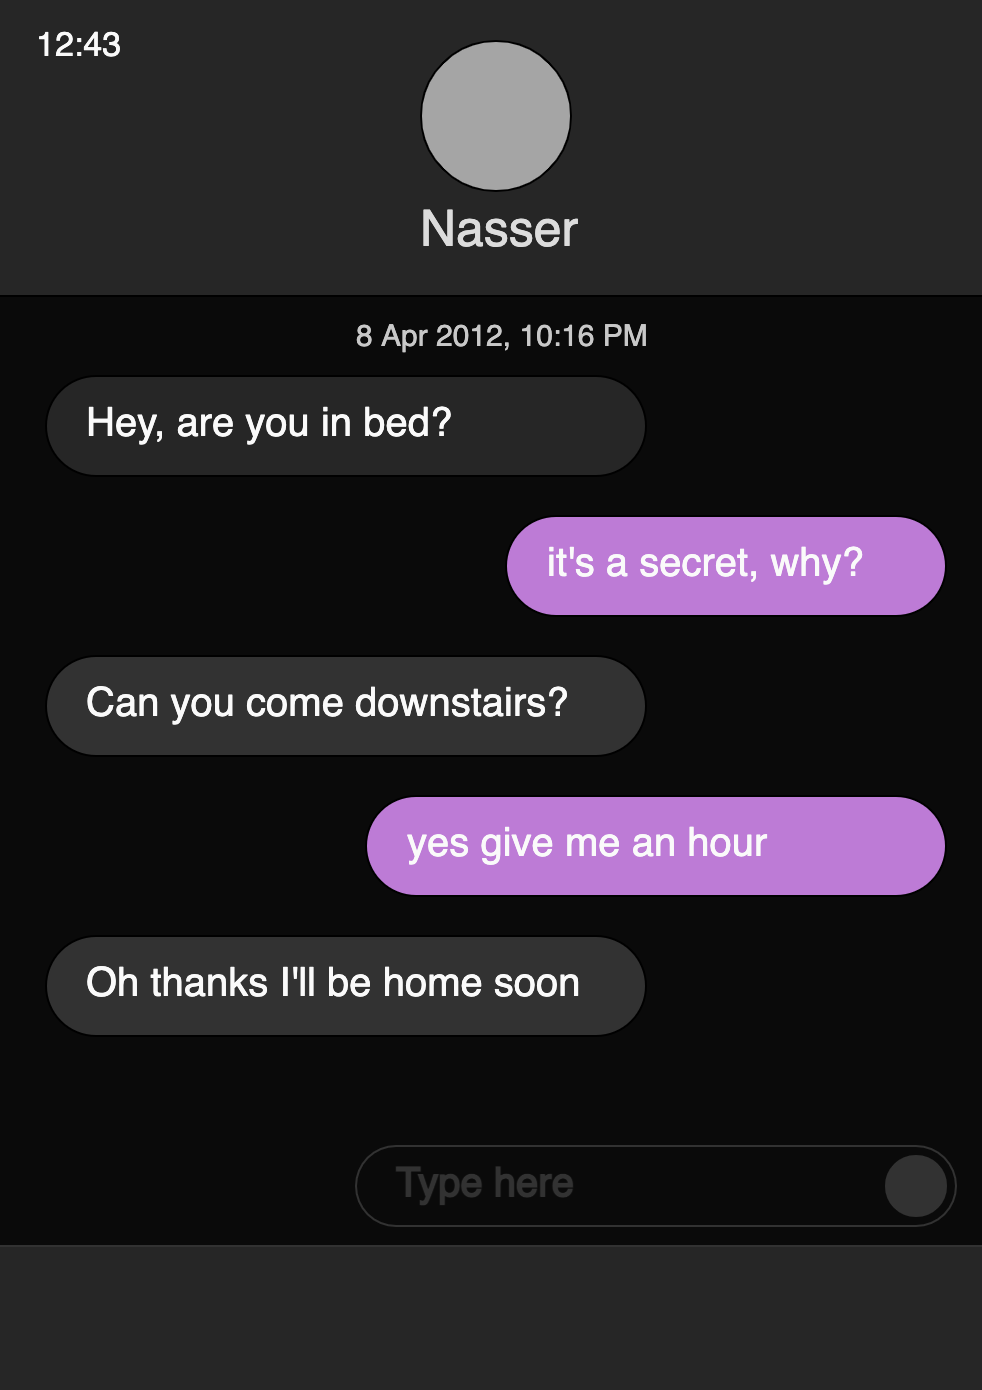 12:43
Nasser
8 Apr 2012, 10:16 PM
Hey, are you in bed?
it's a secret, why?
Can you come downstairs?
yes give me an hour
Oh thanks I'll be home soon
Type here